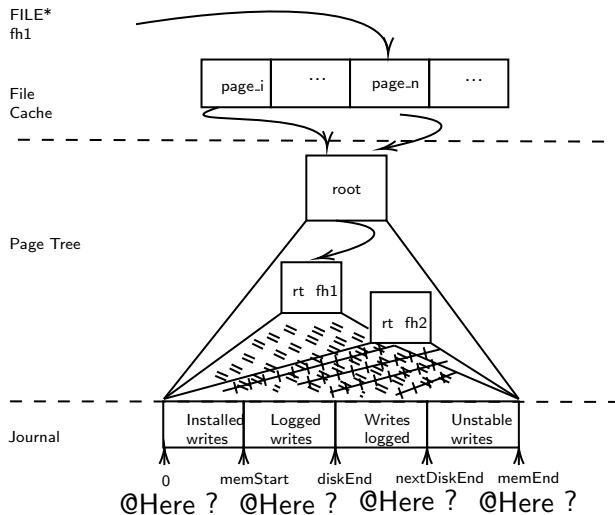 FILE*
fh1
page_i
...
page_n
...
File
Cache
root
Page Tree
rt fh1
rt fh2
Journal
Installed
writes
Logged
writes
Writes
logged
Unstable
writes
0
memStart
diskEnd
nextDiskEnd
memEnd
@Here ?
@Here ?
@Here ?
@Here ?